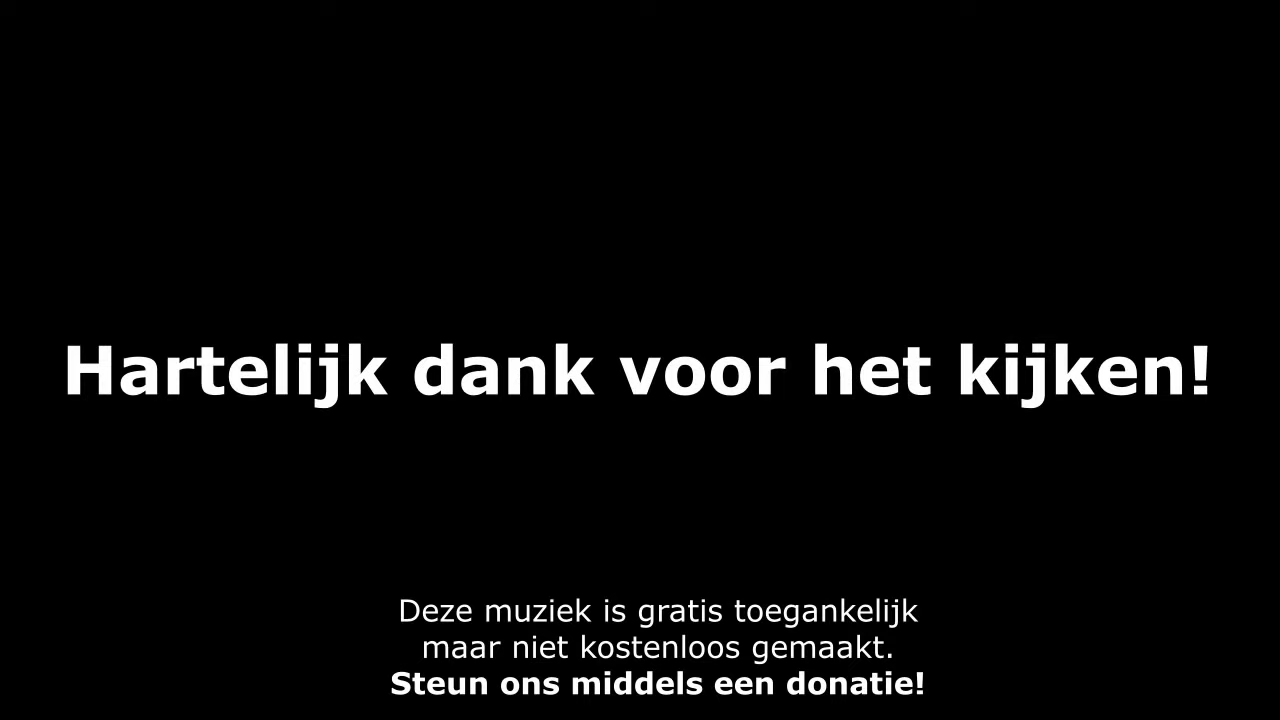 Hartelijk dank voor het kijken!
Deze muziek is gratis toegankelijk
maar niet kostenloos gemaakt.
Steun ons middels een donatie!